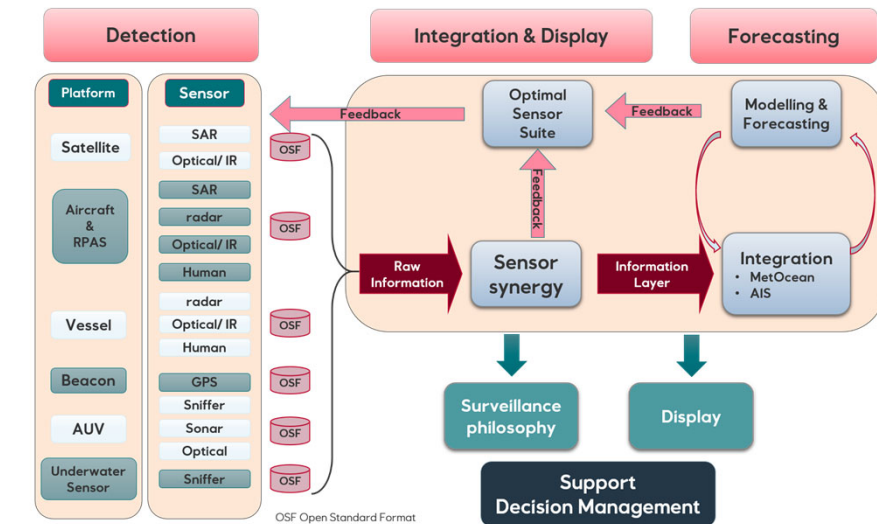 Detection
Integration & Display
Forecasting
Platform
Sensor
Satellite
SAR
Optical/ IR
OSF
Aircraft
&
RPAS
SAR
radar
Optical/ IR
Human
OSF
Vessel
radar
Optical/ IR
Human
OSF
Beacon
GPS
OSF
AUV
Sniffer
Sonar
Optical
OSF
Underwater
Sensor
Sniffer
OSF
OSF Open Standard Format
Feedback
Optimal
Sensor
Suite
Feedback
Modelling &
Forecasting
Feedback
Raw
Information
Sensor
synergy
Information
Layer
Integration
• MetOcean
• AIS
Surveillance
philosophy
Display
Support
Decision Management